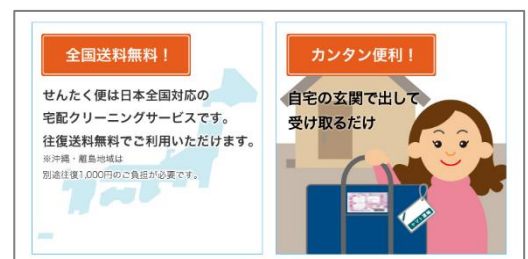 全国送料無料！
せんたく便は日本全国対応の
宅配クリーニングサービスです。
往復送料無料でご利用いただけます。
※沖縄・離島地域は
別途往復1,000円のご負担が必要です。
カンタン便利！
自宅の玄関で出して
受け取るだけ